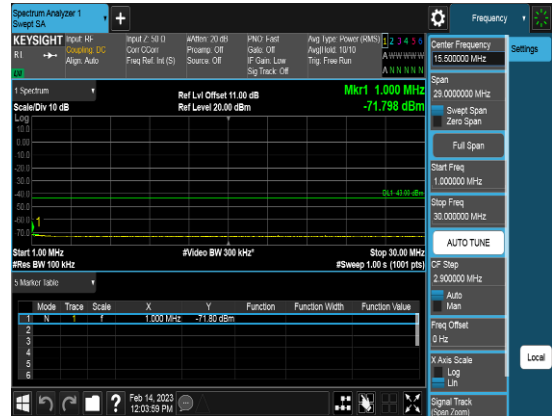 Spectrum Analyzer 1
Swept SA
Frequency
KEYSIGHT
R1
LXI
Input: RF
Coupling: DC
Align: Auto
Input Z: 50 Ω
Corr CCorr
Freq Ref: Int (S)
#Atten: 20 dB
Preamp: Off
Source: Off
PNO: Fast
Gate: Off
IF Gain: Low
Sig Track: Off
Avg Type: Power (RMS)
Avg|Hold: 10/10
Trig: Free Run
1 2 3 4 5 6
A W W W W W
A N N N N N
1 Spectrum
Scale/Div 10 dB
Ref Lvl Offset 11.00 dB
Ref Level 20.00 dBm
Mkr1 1.000 MHz
-71.798 dBm
Log
10.0
0.00
-10.0
-20.0
-30.0
-40.0
-50.0
-60.0
-70.0
DL1 -43.00 dBm
1
Start 1.00 MHz
#Res BW 100 kHz
#Video BW 300 kHz*
Stop 30.00 MHz
#Sweep 1.00 s (1001 pts)
5 Marker Table
Mode Trace Scale X Y Function Function Width Function Value
1 N 1 f 1.000 MHz -71.80 dBm
2
3
4
5
6
Feb 14, 2023
12:03:59 PM
Center Frequency
15.500000 MHz
Settings
Span
29.0000000 MHz
Swept Span
Zero Span
Full Span
Start Freq
1.000000 MHz
Stop Freq
30.000000 MHz
AUTO TUNE
CF Step
2.900000 MHz
Auto
Man
Freq Offset
0 Hz
X Axis Scale
Log
Lin
Local
Signal Track
(Span Zoom)